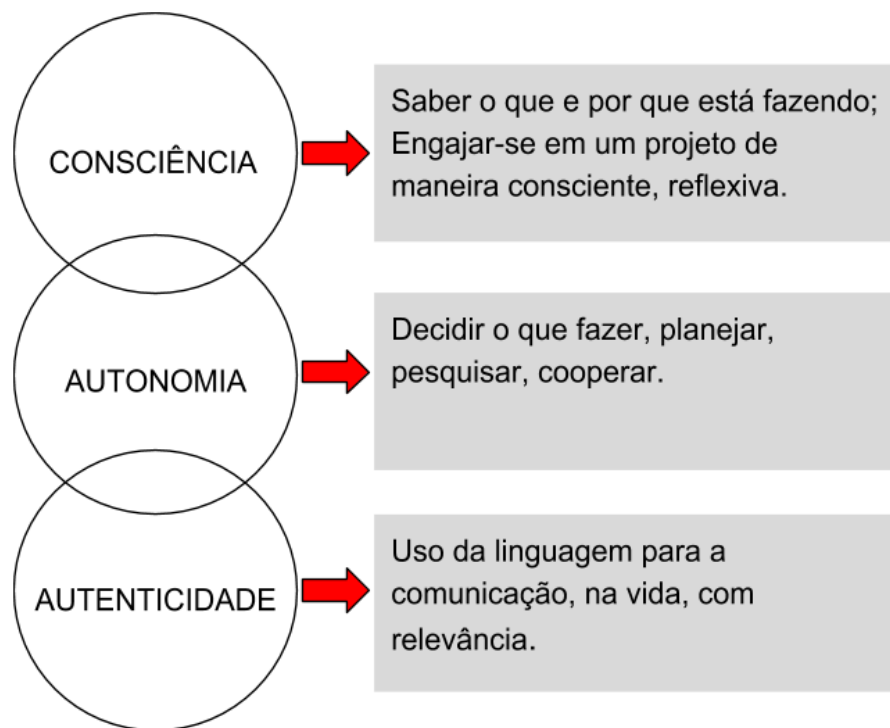 CONSCIÊNCIA
Saber o que e por que está fazendo;
Engajar-se em um projeto de
maneira consciente, reflexiva.
AUTONOMIA
Decidir o que fazer, planejar,
pesquisar, cooperar.
AUTENTICIDADE
Uso da linguagem para a
comunicação, na vida, com
relevância.